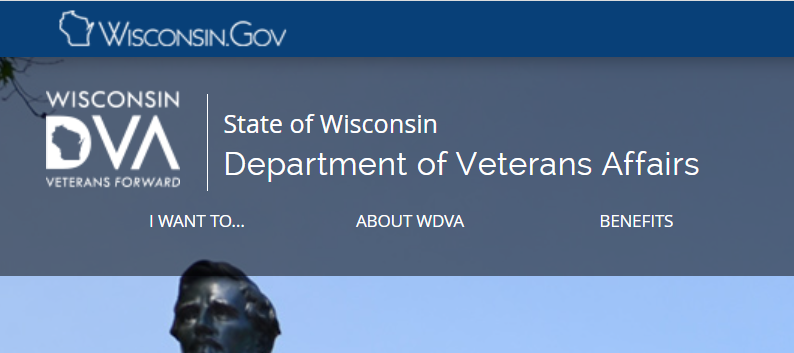 WISCONSIN.GOV
WISCONSIN
DVA
VETERANS FORWARD
State of Wisconsin
Department of Veterans Affairs
I WANT TO...
ABOUT WDVA
BENEFITS